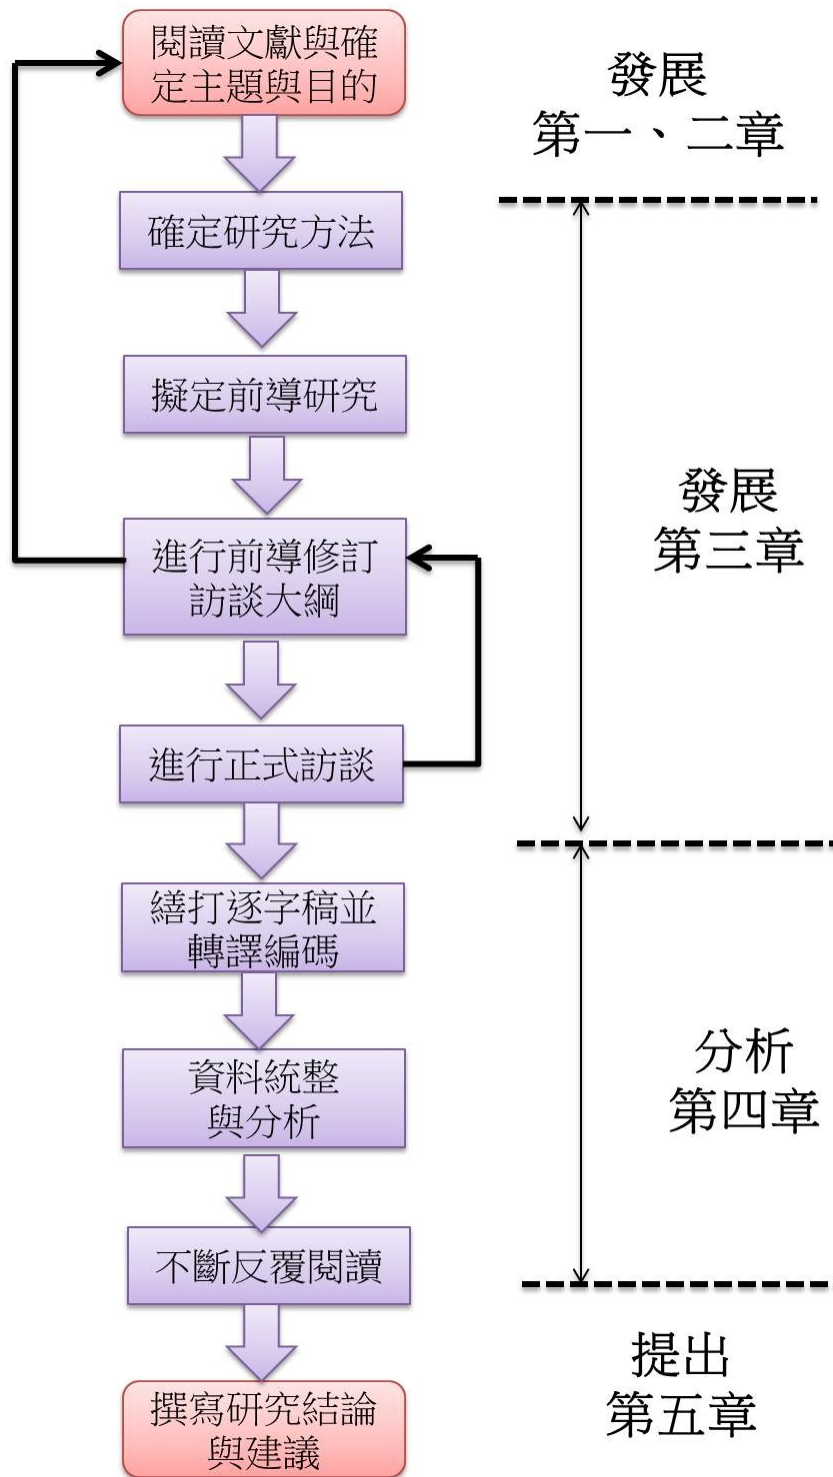 閱讀文獻與確
定主題與目的
發展
第一、二章
確定研究方法
擬定前導研究
發展
第三章
進行前導修訂
訪談大綱
進行正式訪談
繕打逐字稿並
轉譯編碼
資料統整
與分析
分析
第四章
不斷反覆閱讀
提出
第五章
撰寫研究結論
與建議